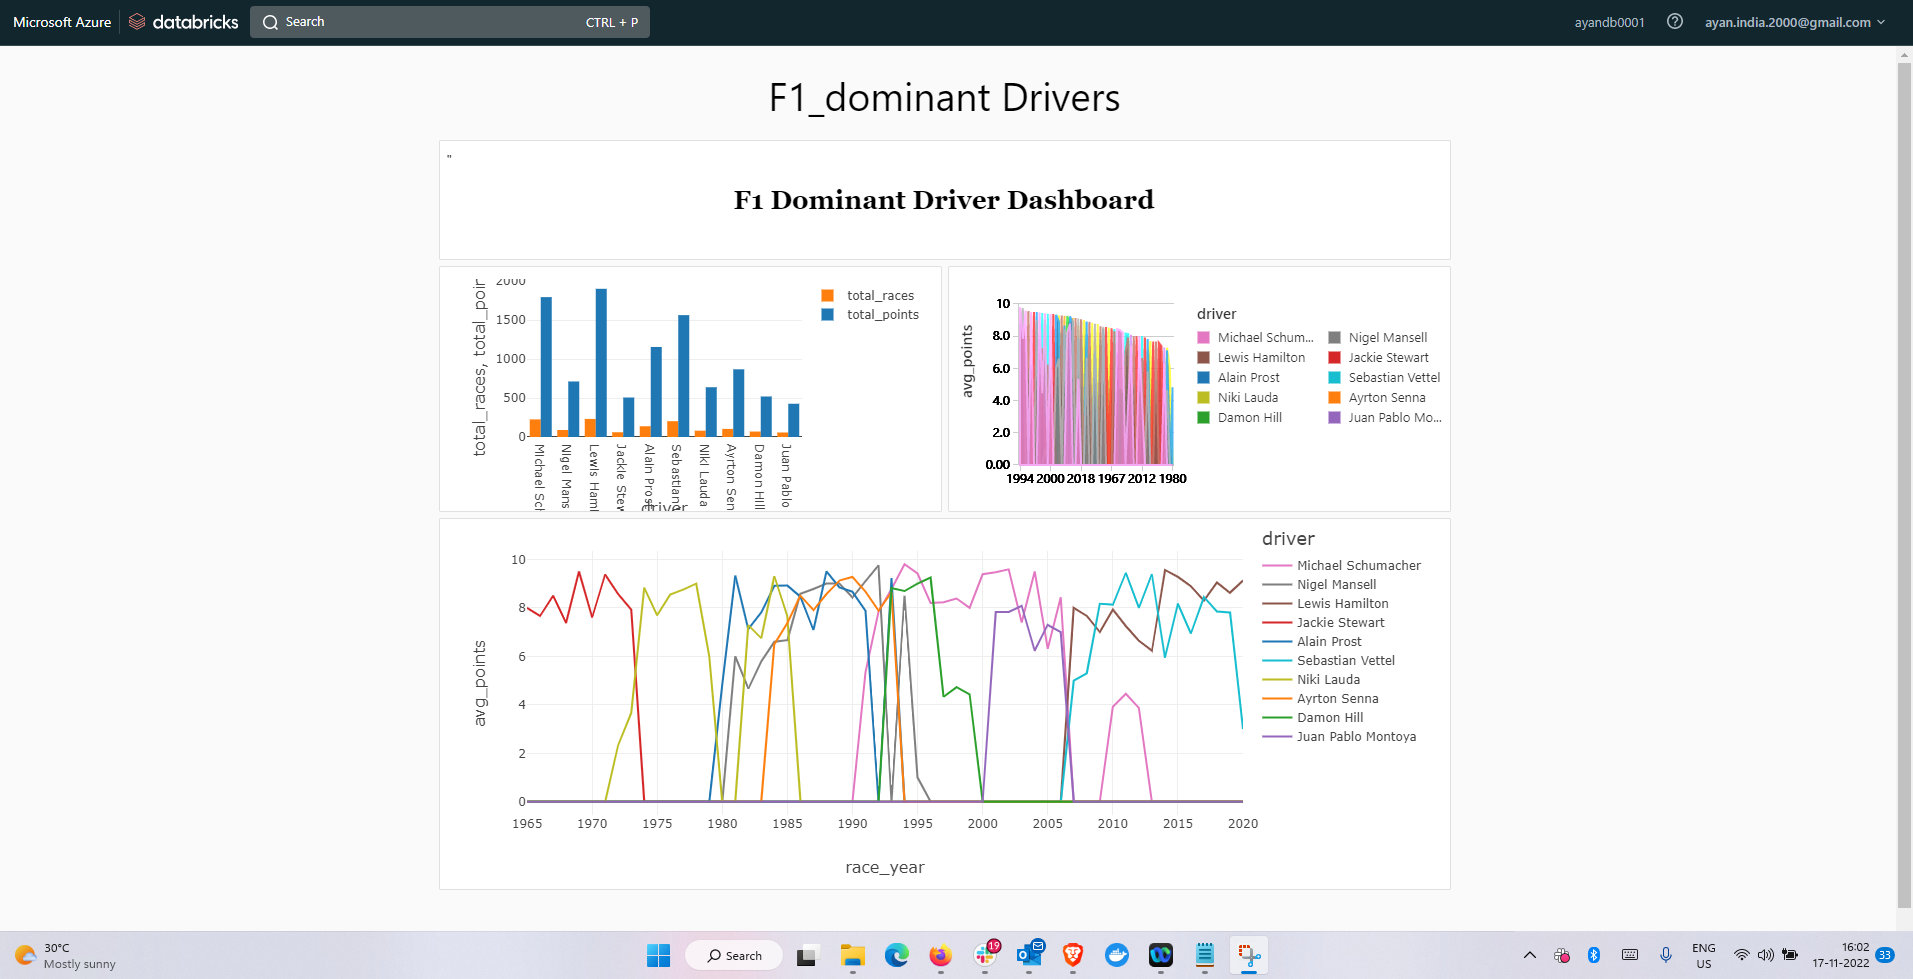 Microsoft Azure databricks Search CTRL + P ayandb0001 ayan.india.2000@gmail.com
F1_dominant Drivers
"
F1 Dominant Driver Dashboard
total_races, total_poir
2000
1500
1000
500
0
Michael Sch
Nigel Mans
Lewis Haml
Jackie Stew
Alain Prost
Sebastian
Niki Lauda
Ayrton Sen
Damon Hill
Juan Pablo
driver
total_races
total_points
avg_points
10
8.0
6.0
4.0
2.0
0.00
1994 2000 2018 1967 2012 1980
driver
Michael Schum... Nigel Mansell
Lewis Hamilton Jackie Stewart
Alain Prost Sebastian Vettel
Niki Lauda Ayrton Senna
Damon Hill Juan Pablo Mo...
avg_points
10
8
6
4
2
0
1965 1970 1975 1980 1985 1990 1995 2000 2005 2010 2015 2020
race_year
driver
Michael Schumacher
Nigel Mansell
Lewis Hamilton
Jackie Stewart
Alain Prost
Sebastian Vettel
Niki Lauda
Ayrton Senna
Damon Hill
Juan Pablo Montoya
30°C
Mostly sunny
Search
19
ENG
US
16:02
17-11-2022
33